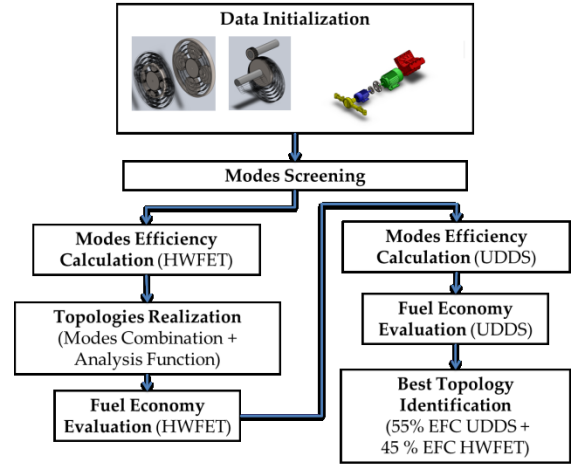 Data Initialization
Modes Screening
Modes Efficiency
Calculation (HWFET)
Topologies Realization
(Modes Combination +
Analysis Function)
Fuel Economy
Evaluation (HWFET)
Modes Efficiency
Calculation (UDDS)
Fuel Economy
Evaluation (UDDS)
Best Topology
Identification
(55% EFC UDDS +
45 % EFC HWFET)